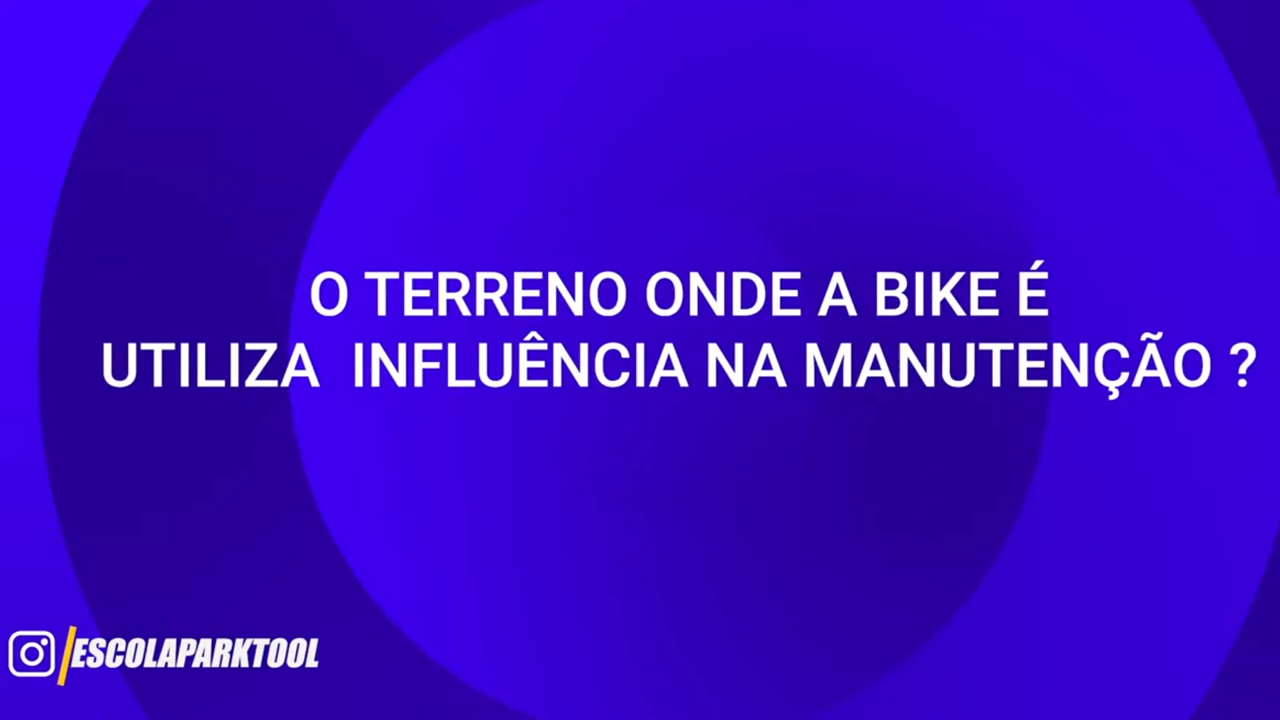 O TERRENO ONDE A BIKE É
UTILIZA  INFLUÊNCIA NA MANUTENÇÃO ?
ESCOLAPARKTOOL